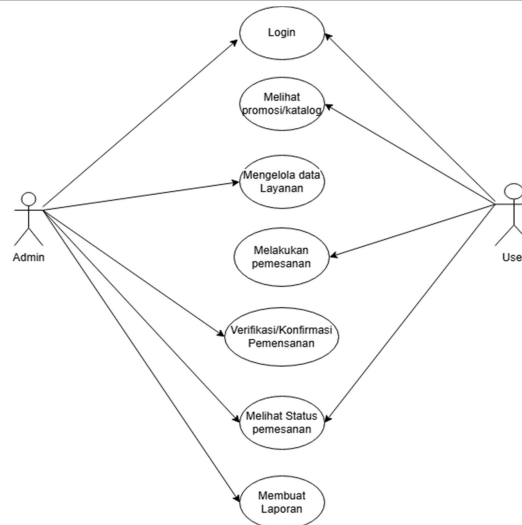 Login
Melihat
promosi/katalog
Mengelola data
Layanan
Admin
Use
Melakukan
pemesanan
Verifikasi/Konfirmasi
Pemensanan
Melihat Status
pemesanan
Membuat
Laporan